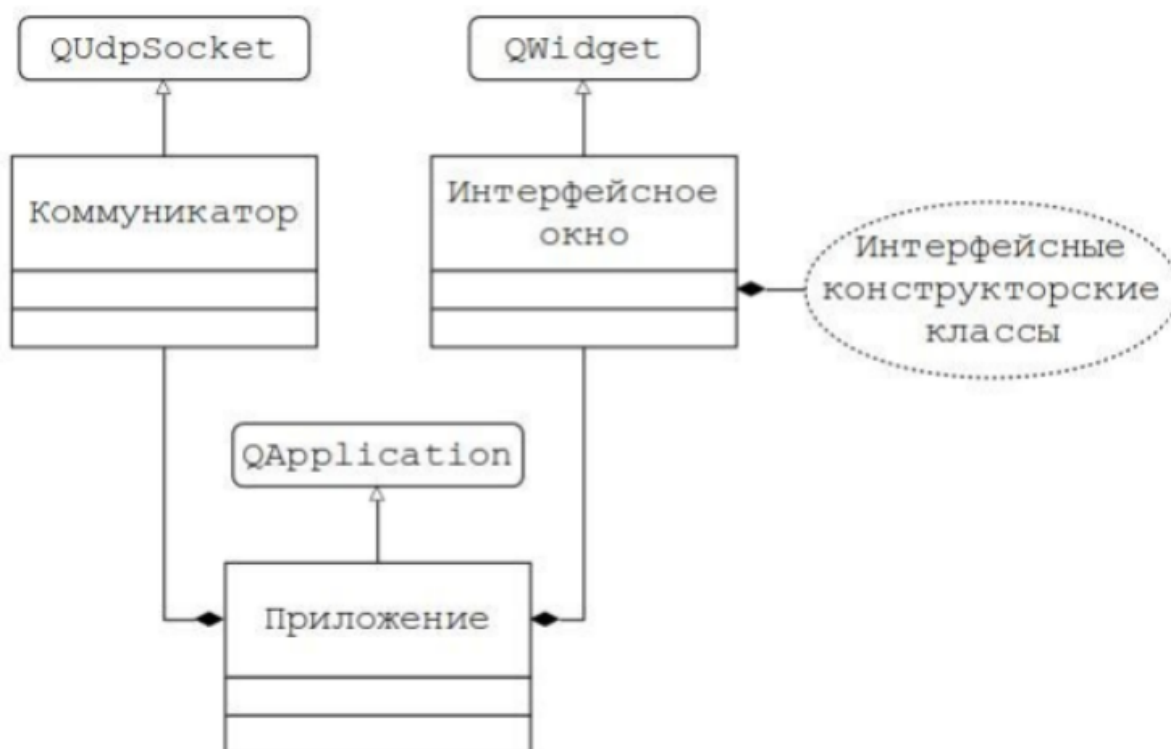 QUdpSocket
QWidget
Коммуникатор
Интерфейсное
окно
Интерфейсные
конструкторские
классы
QApplication
Приложение